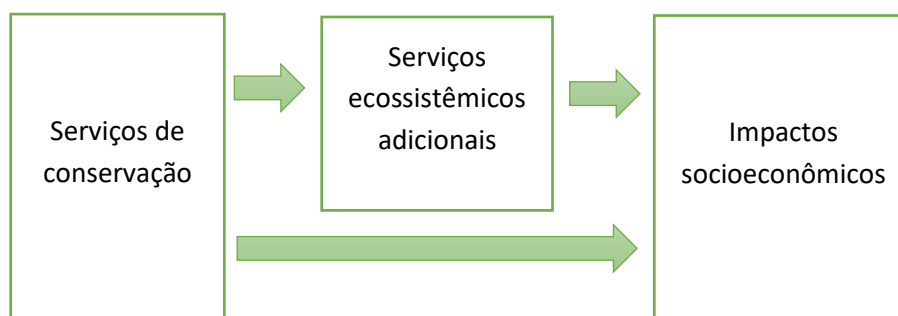 Serviços de
conservação
Serviços
ecossistêmicos
adicionais
Impactos
socioeconômicos